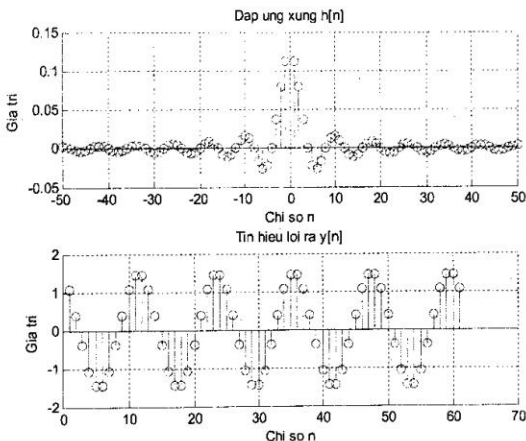 Dap ung xung h[n]
0.15
0.1
0.05
0
-0.05
Gia tri
-50 -40 -30 -20 -10 0 10 20 30 40 50
Chi so n
Tin hieu loi ra y[n]
2
1
0
-1
-2
Gia tri
0 10 20 30 40 50 60 70
Chi so n